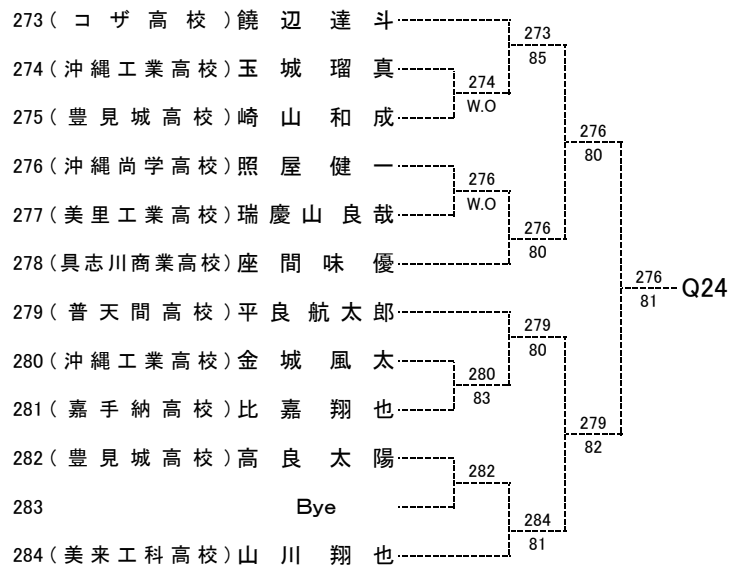 273(コザ高校)饒辺達斗
273
85
274(沖縄工業高校)玉城瑠真
274
W.O
275(豊見城高校)崎山和成
276
80
276(沖縄尚学高校)照屋健一
276
W.O
277(美里工業高校)瑞慶山良哉
276
80
278(具志川商業高校)座間味優
276
81
Q24
279(普天間高校)平良航太郎
279
80
280(沖縄工業高校)金城風太
280
83
281(嘉手納高校)比嘉翔也
279
82
282(豊見城高校)高良太陽
282
283 Bye
284
81
284(美来工科高校)山川翔也